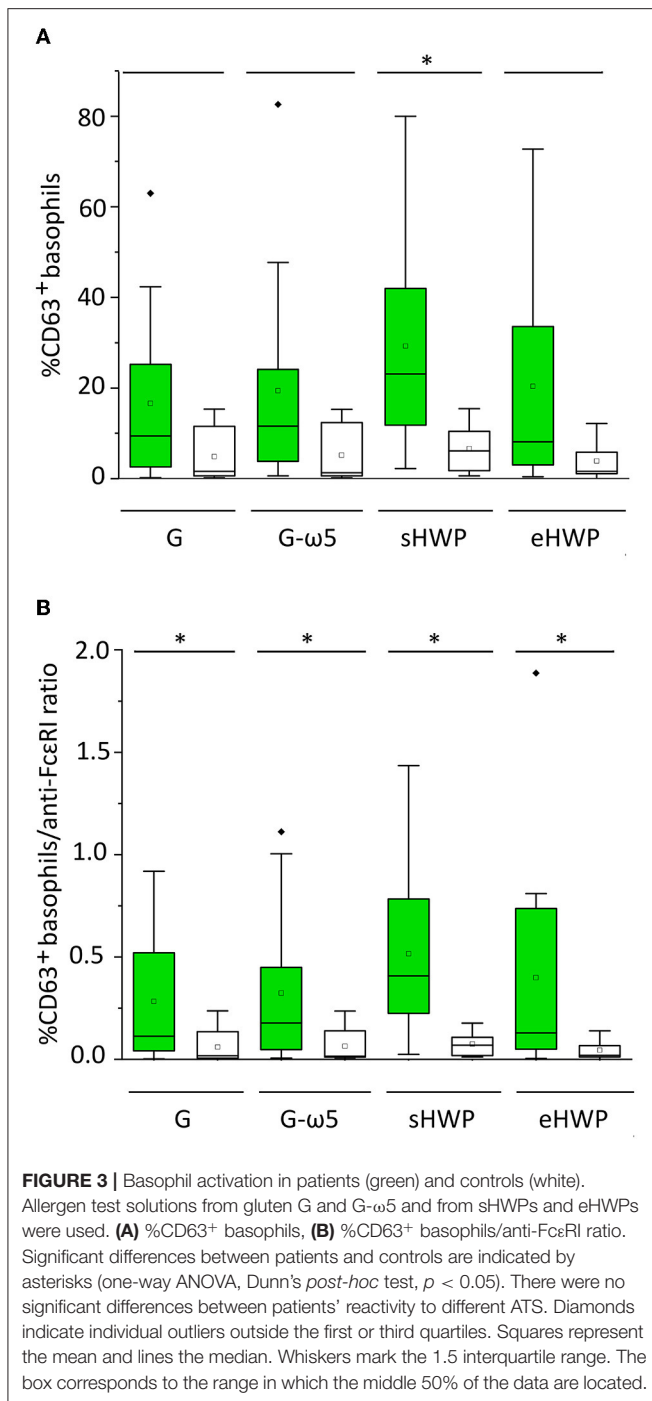 A
*
80
60
40
20
0
%CD63⁺ basophils
G G-ω5 sHWP eHWP
B
* * * *
2.0
1.5
1.0
0.5
0.0
%CD63⁺ basophils/anti-FcεRI ratio
G G-ω5 sHWP eHWP
FIGURE 3 | Basophil activation in patients (green) and controls (white).
Allergen test solutions from gluten G and G-ω5 and from sHWPs and eHWPs
were used. (A) %CD63⁺ basophils, (B) %CD63⁺ basophils/anti-FcεRI ratio.
Significant differences between patients and controls are indicated by
asterisks (one-way ANOVA, Dunn's post-hoc test, p < 0.05). There were no
significant differences between patients' reactivity to different ATS. Diamonds
indicate individual outliers outside the first or third quartiles. Squares represent
the mean and lines the median. Whiskers mark the 1.5 interquartile range. The
box corresponds to the range in which the middle 50% of the data are located.